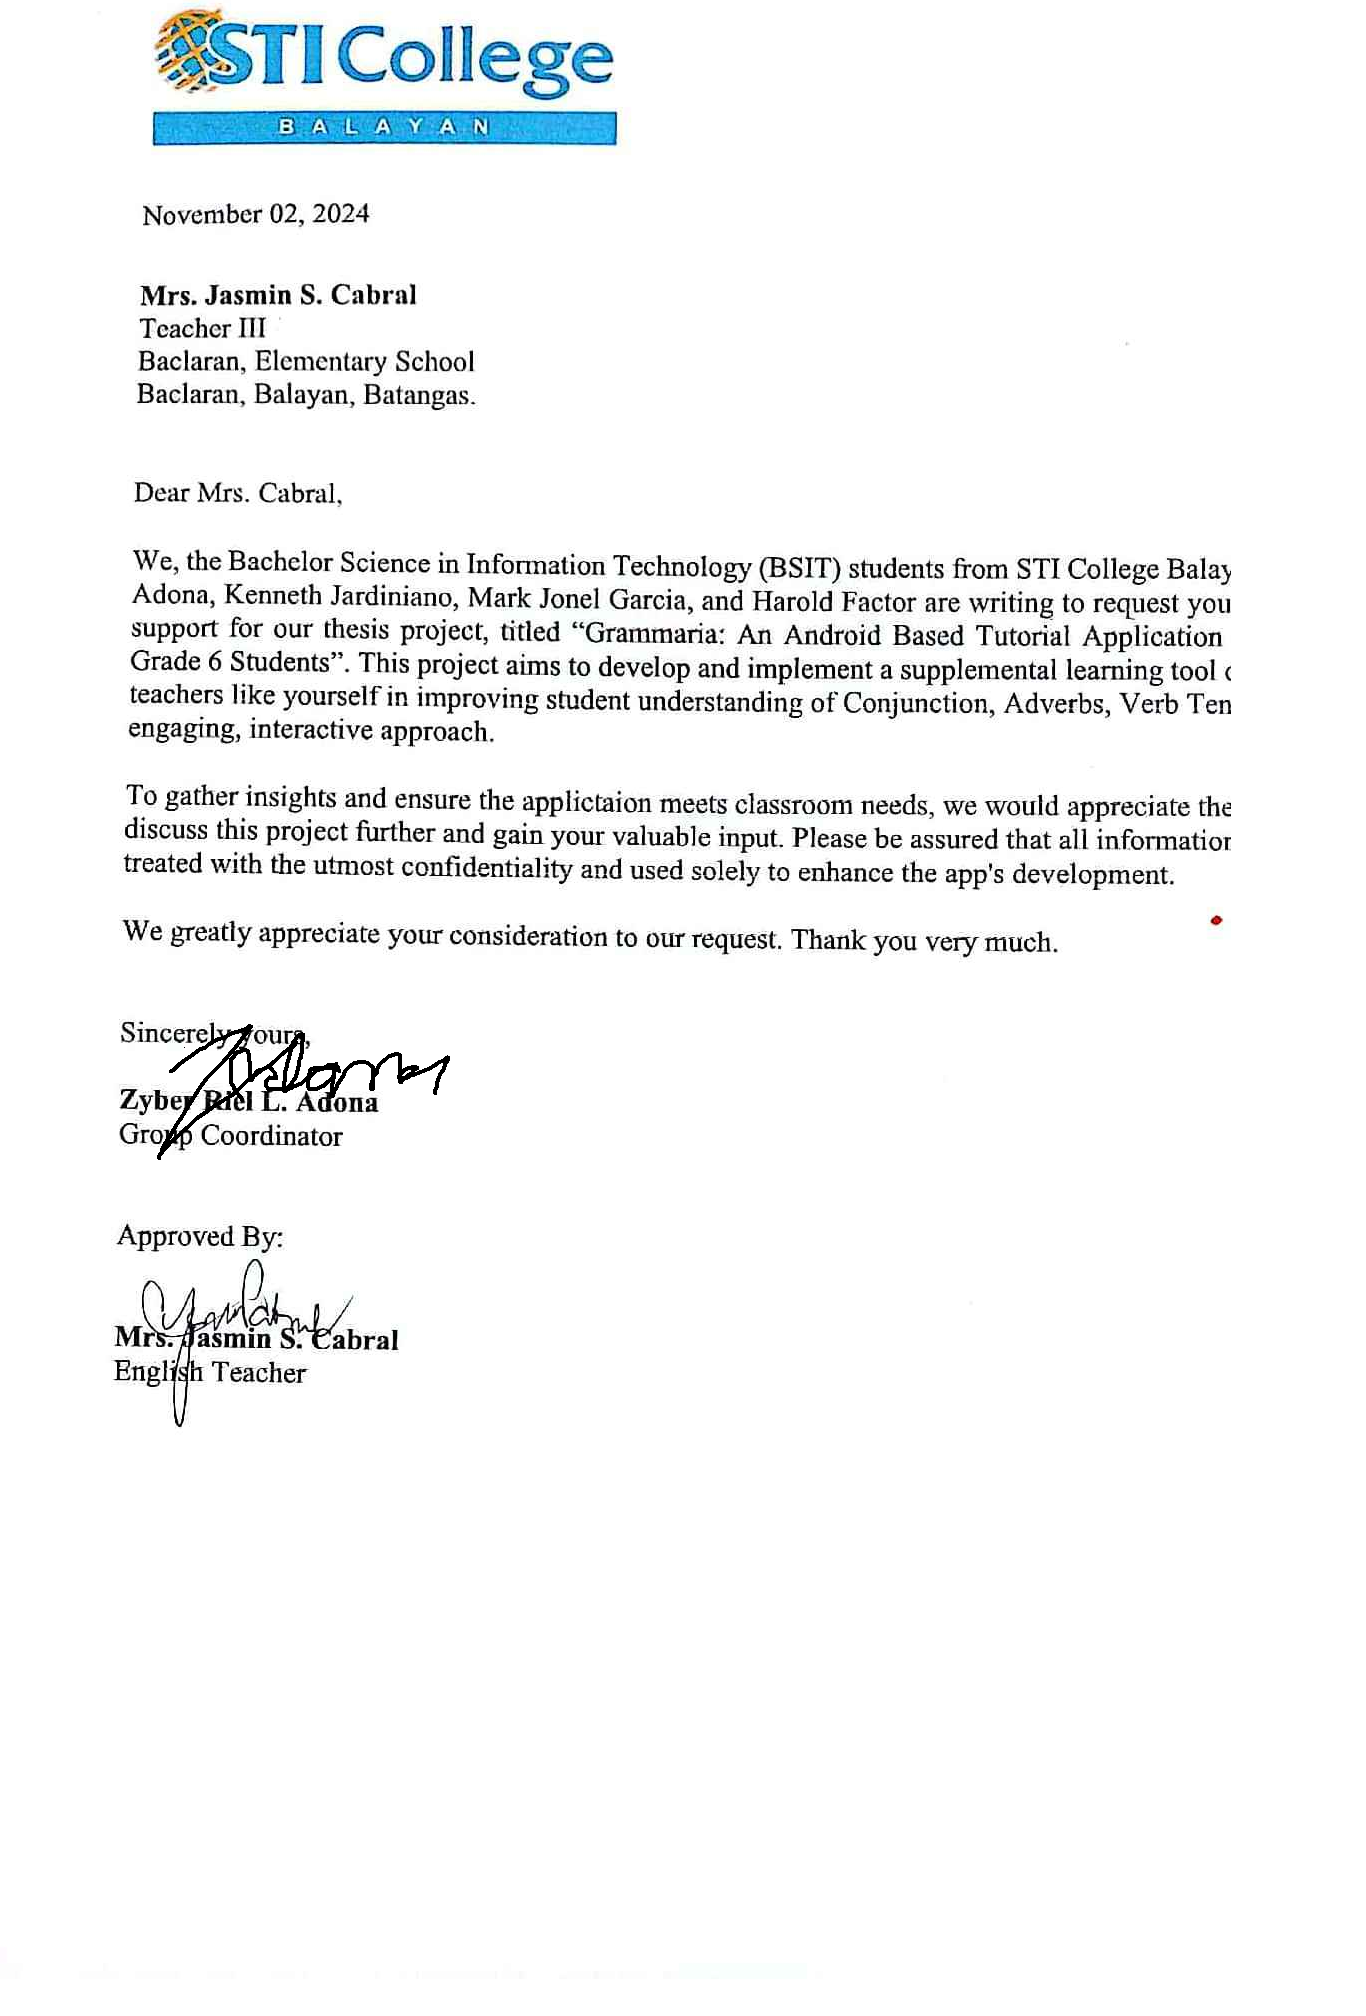 STI College
BALAYAN
November 02, 2024
Mrs. Jasmin S. Cabral
Teacher III
Baclaran, Elementary School
Baclaran, Balayan, Batangas.
Dear Mrs. Cabral,
We, the Bachelor Science in Information Technology (BSIT) students from STI College Balay
Adona, Kenneth Jardiniano, Mark Jonel Garcia, and Harold Factor are writing to request you
support for our thesis project, titled “Grammaria: An Android Based Tutorial Application
Grade 6 Students”. This project aims to develop and implement a supplemental learning tool
teachers like yourself in improving student understanding of Conjunction, Adverbs, Verb Ten
engaging, interactive approach.
To gather insights and ensure the applictaion meets classroom needs, we would appreciate the
discuss this project further and gain your valuable input. Please be assured that all information
treated with the utmost confidentiality and used solely to enhance the app's development.
We greatly appreciate your consideration to our request. Thank you very much.
Sincerely yours,
Zyber Riel L. Adona
Group Coordinator
Approved By:
Mrs. Jasmin S. Cabral
English Teacher